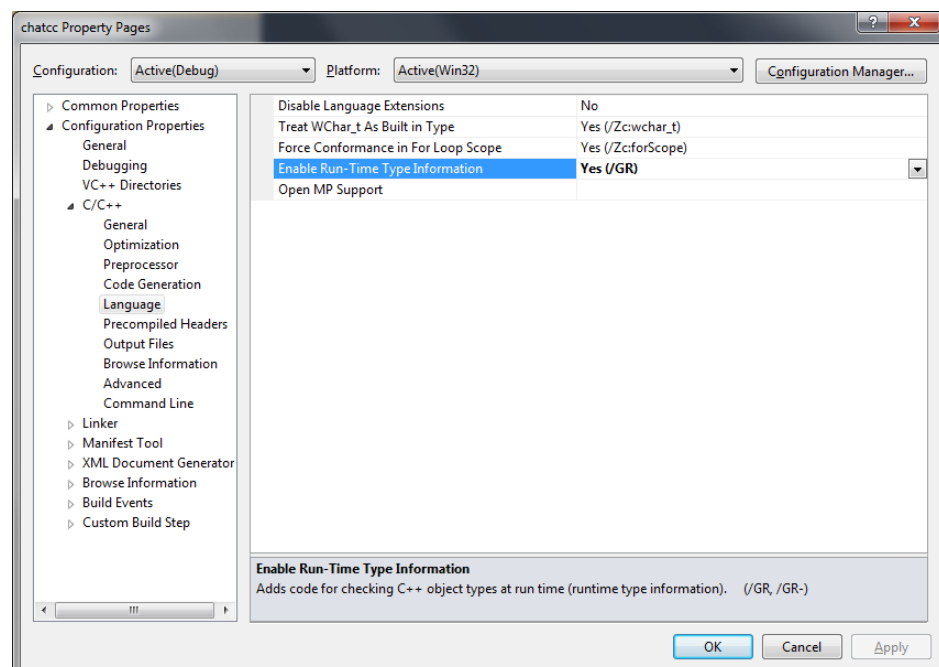 chatcc Property Pages
Configuration: Active(Debug) Platform: Active(Win32) Configuration Manager...
Common Properties
Configuration Properties
General
Debugging
VC++ Directories
C/C++
General
Optimization
Preprocessor
Code Generation
Language
Precompiled Headers
Output Files
Browse Information
Advanced
Command Line
Linker
Manifest Tool
XML Document Generator
Browse Information
Build Events
Custom Build Step
Disable Language Extensions No
Treat WChar_t As Built in Type Yes (/Zc:wchar_t)
Force Conformance in For Loop Scope Yes (/Zc:forScope)
Enable Run-Time Type Information Yes (/GR)
Open MP Support
Enable Run-Time Type Information
Adds code for checking C++ object types at run time (runtime type information). (/GR, /GR-)
OK Cancel Apply